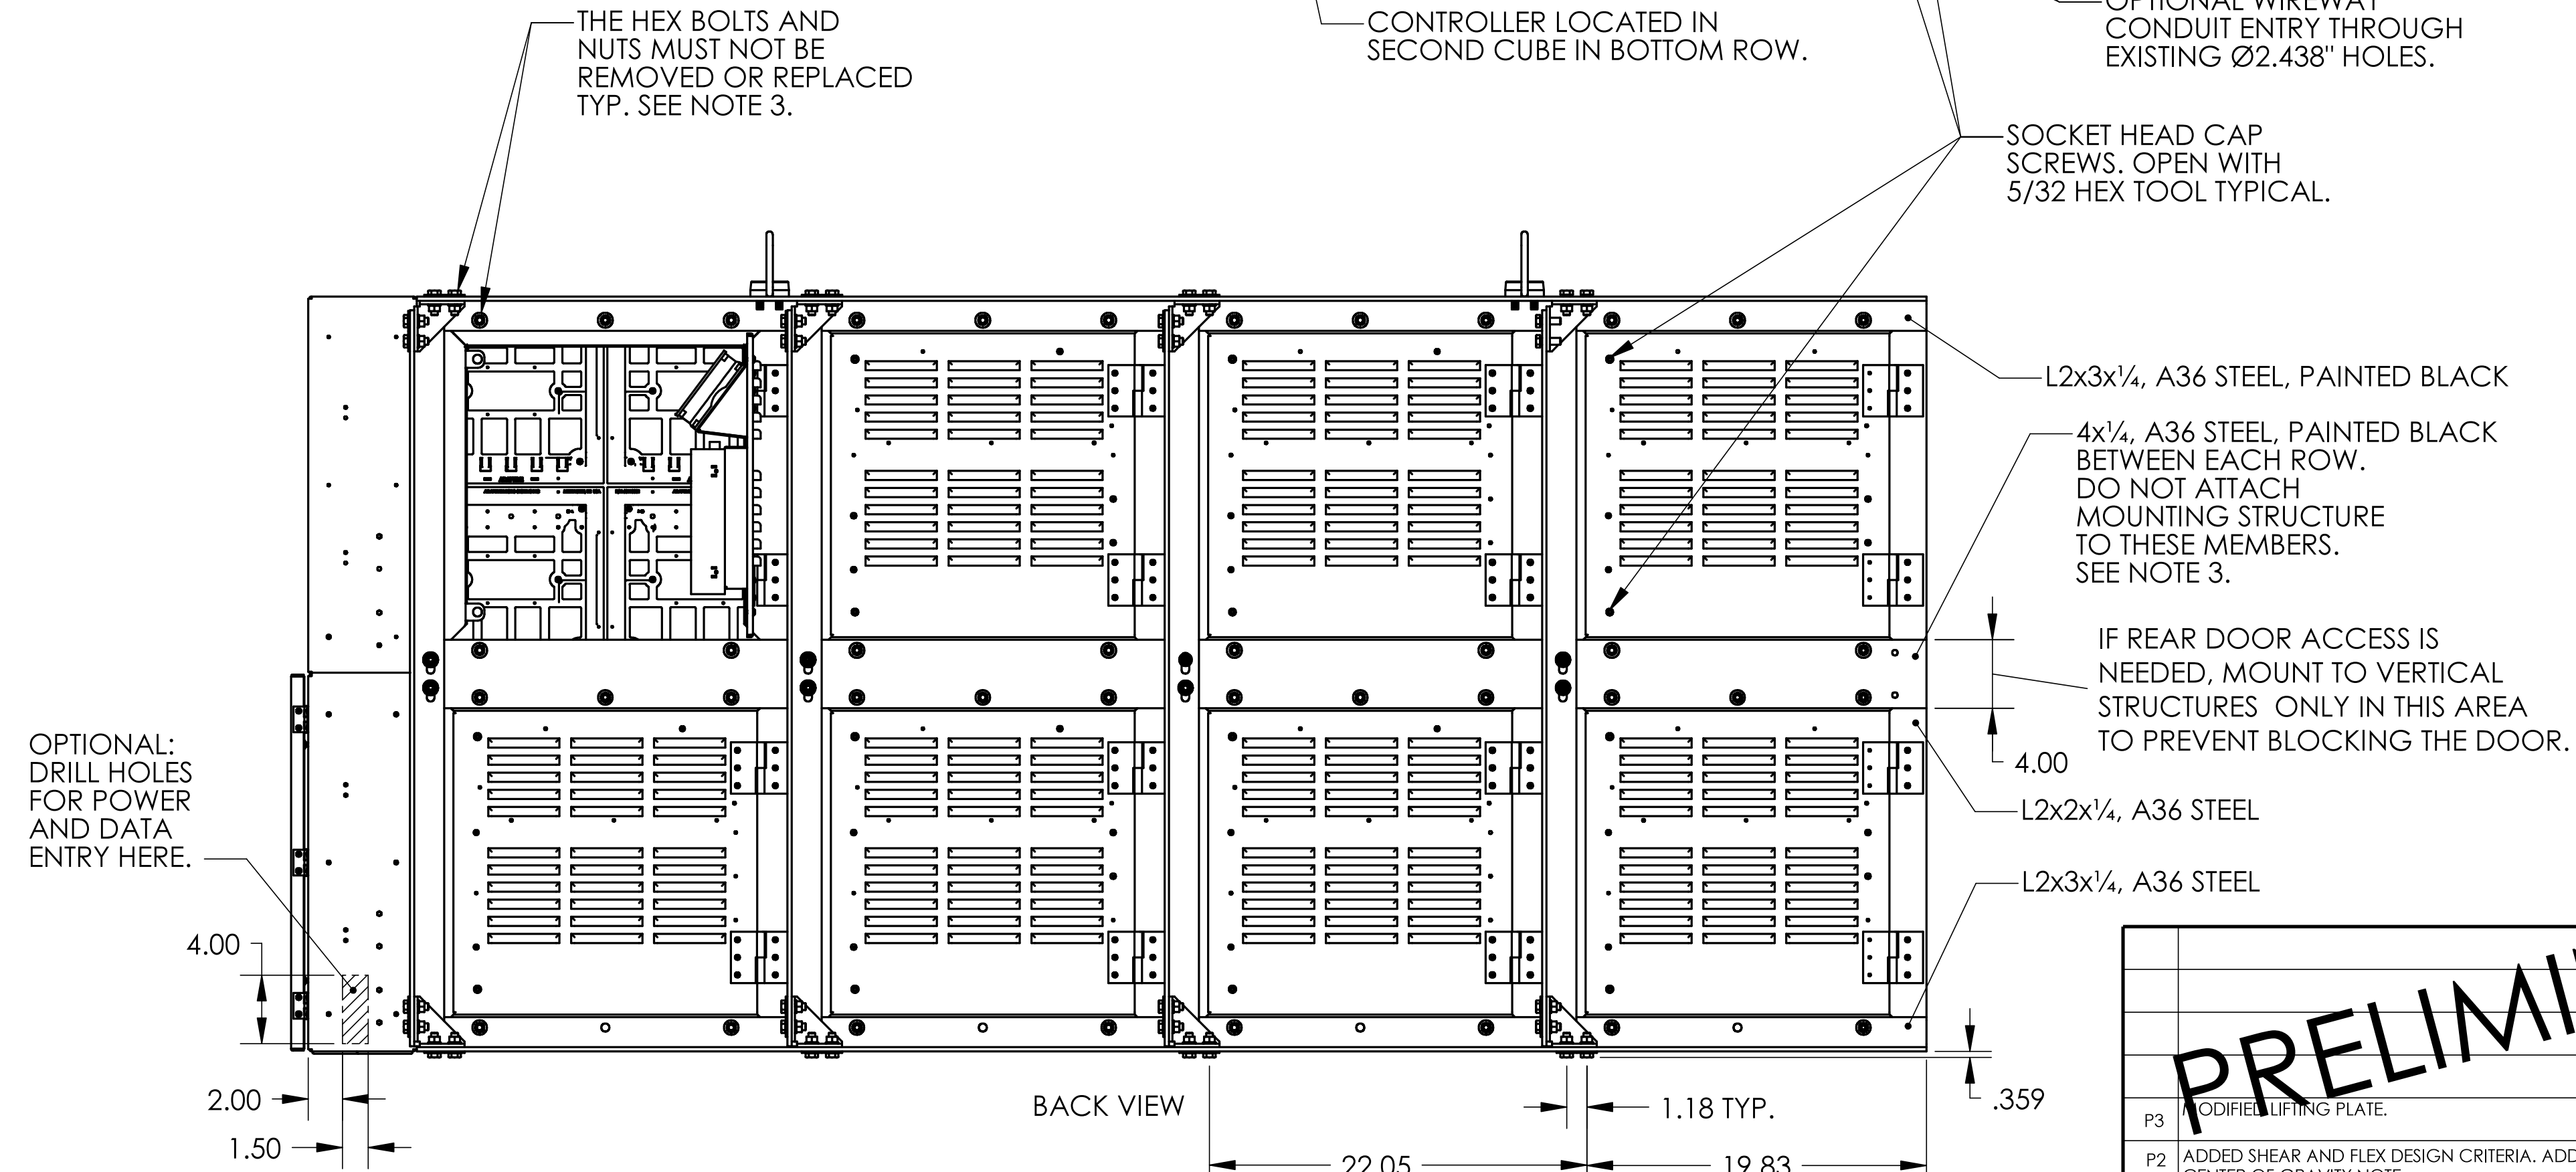 THE HEX BOLTS AND
NUTS MUST NOT BE
REMOVED OR REPLACED
TYP. SEE NOTE 3.
CONTROLLER LOCATED IN
SECOND CUBE IN BOTTOM ROW.
OPTIONAL WIREWAY
CONDUIT ENTRY THROUGH
EXISTING Ø2.438" HOLES.
SOCKET HEAD CAP
SCREWS. OPEN WITH
5/32 HEX TOOL TYPICAL.
L2x3x¼, A36 STEEL, PAINTED BLACK
4x¼, A36 STEEL, PAINTED BLACK
BETWEEN EACH ROW.
DO NOT ATTACH
MOUNTING STRUCTURE
TO THESE MEMBERS.
SEE NOTE 3.
IF REAR DOOR ACCESS IS
NEEDED, MOUNT TO VERTICAL
STRUCTURES ONLY IN THIS AREA
TO PREVENT BLOCKING THE DOOR.
4.00
L2x2x¼, A36 STEEL
L2x3x¼, A36 STEEL
OPTIONAL:
DRILL HOLES
FOR POWER
AND DATA
ENTRY HERE.
4.00
2.00
1.50
BACK VIEW
1.18 TYP.
.359
22.05
19.83
PRELIMI
P3 MODIFIED LIFTING PLATE.
P2 ADDED SHEAR AND FLEX DESIGN CRITERIA. ADD
CENTER OF GRAVITY NOTE